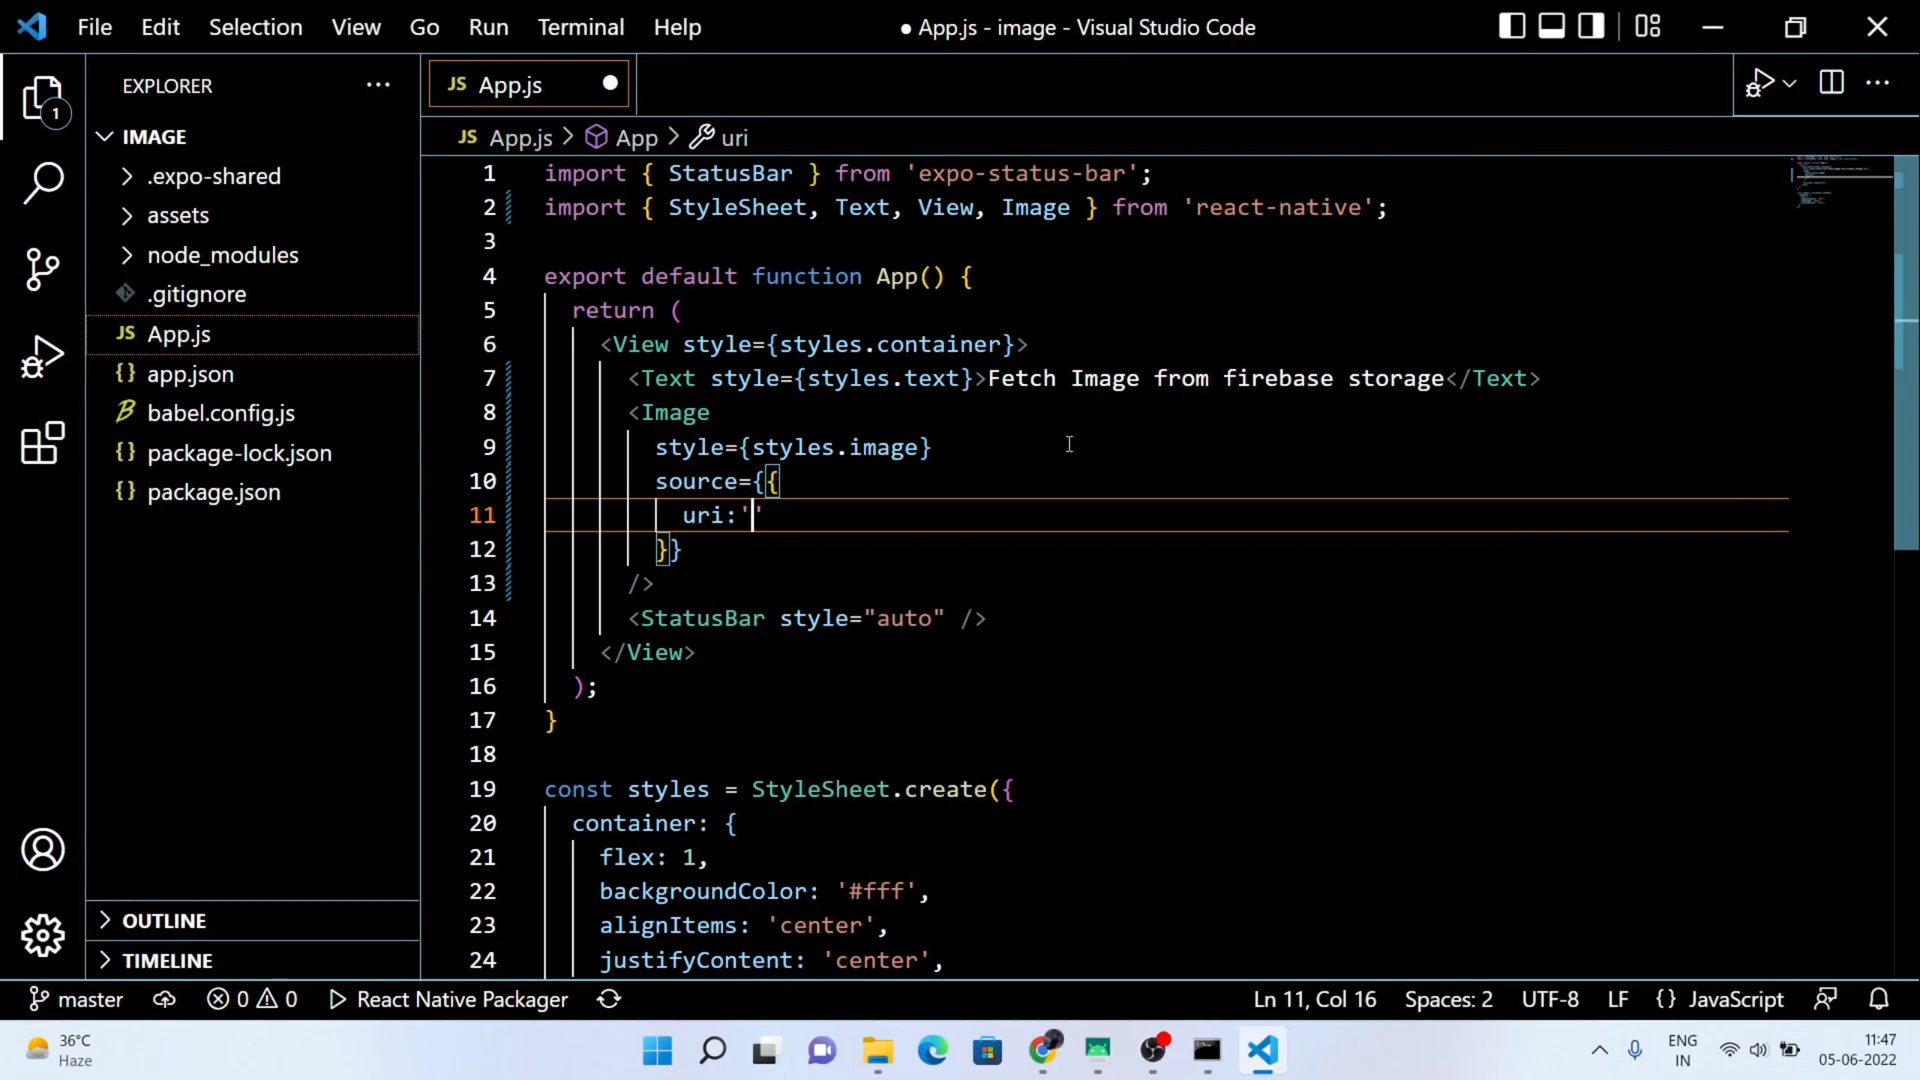 File Edit Selection View Go Run Terminal Help ● App.js - image - Visual Studio Code
EXPLORER ···
JS App.js
1
IMAGE
JS App.js > App > uri
.expo-shared
assets
node_modules
.gitignore
JS App.js
{} app.json
babel.config.js
{} package-lock.json
{} package.json
OUTLINE
TIMELINE
1 import { StatusBar } from 'expo-status-bar';
2 import { StyleSheet, Text, View, Image } from 'react-native';
3
4 export default function App() {
5 return (
6 <View style={styles.container}>
7 <Text style={styles.text}>Fetch Image from firebase storage</Text>
8 <Image
9 style={styles.image}
10 source={{
11 uri:''
12 }}
13 />
14 <StatusBar style="auto" />
15 </View>
16 );
17 }
18
19 const styles = StyleSheet.create({
20 container: {
21 flex: 1,
22 backgroundColor: '#fff',
23 alignItems: 'center',
24 justifyContent: 'center',
master 0 0 React Native Packager Ln 11, Col 16 Spaces: 2 UTF-8 LF {} JavaScript
36°C
Haze
ENG
IN
11:47
05-06-2022